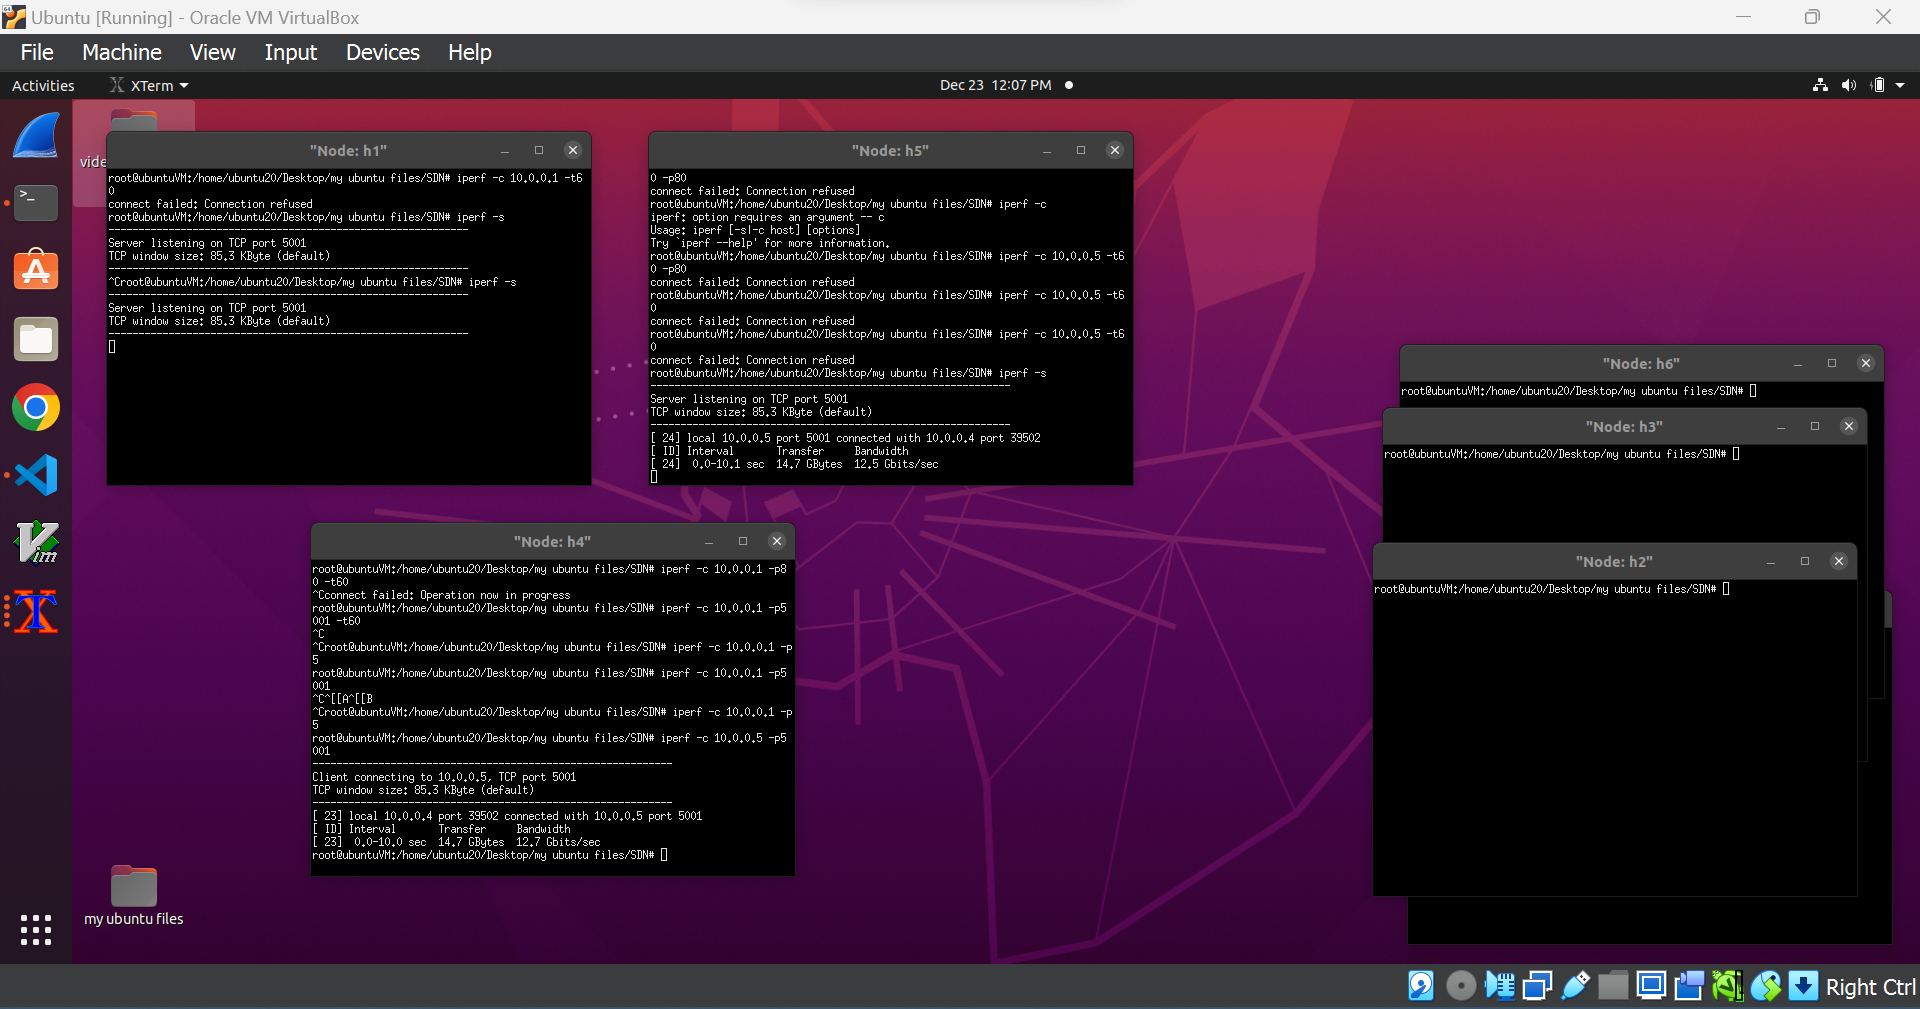 Ubuntu [Running] - Oracle VM VirtualBox
File Machine View Input Devices Help
Activities XTerm Dec 23 12:07 PM
vide
"Node: h1"
root@ubuntuVM:/home/ubuntu20/Desktop/my ubuntu files/SDN# iperf -c 10.0.0.1 -t6
0
connect failed: Connection refused
root@ubuntuVM:/home/ubuntu20/Desktop/my ubuntu files/SDN# iperf -s
------------------------------------------------------------
Server listening on TCP port 5001
TCP window size: 85.3 KByte (default)
------------------------------------------------------------
^Croot@ubuntuVM:/home/ubuntu20/Desktop/my ubuntu files/SDN# iperf -s
------------------------------------------------------------
Server listening on TCP port 5001
TCP window size: 85.3 KByte (default)
------------------------------------------------------------
"Node: h5"
0 -p80
connect failed: Connection refused
root@ubuntuVM:/home/ubuntu20/Desktop/my ubuntu files/SDN# iperf -c
iperf: option requires an argument -- c
Usage: iperf [-s|-c host] [options]
Try `iperf --help' for more information.
root@ubuntuVM:/home/ubuntu20/Desktop/my ubuntu files/SDN# iperf -c 10.0.0.5 -t6
0 -p80
connect failed: Connection refused
root@ubuntuVM:/home/ubuntu20/Desktop/my ubuntu files/SDN# iperf -c 10.0.0.5 -t6
0
connect failed: Connection refused
root@ubuntuVM:/home/ubuntu20/Desktop/my ubuntu files/SDN# iperf -c 10.0.0.5 -t6
0
connect failed: Connection refused
root@ubuntuVM:/home/ubuntu20/Desktop/my ubuntu files/SDN# iperf -s
------------------------------------------------------------
Server listening on TCP port 5001
TCP window size: 85.3 KByte (default)
------------------------------------------------------------
[ 24] local 10.0.0.5 port 5001 connected with 10.0.0.4 port 39502
[ ID] Interval       Transfer     Bandwidth
[ 24]  0.0-10.1 sec  14.7 GBytes  12.5 Gbits/sec
"Node: h4"
root@ubuntuVM:/home/ubuntu20/Desktop/my ubuntu files/SDN# iperf -c 10.0.0.1 -p8
0 -t60
^Cconnect failed: Operation now in progress
root@ubuntuVM:/home/ubuntu20/Desktop/my ubuntu files/SDN# iperf -c 10.0.0.1 -p5
001 -t60
^C
^Croot@ubuntuVM:/home/ubuntu20/Desktop/my ubuntu files/SDN# iperf -c 10.0.0.1 -p
5
root@ubuntuVM:/home/ubuntu20/Desktop/my ubuntu files/SDN# iperf -c 10.0.0.1 -p5
001
^C^[[A^[[B
^Croot@ubuntuVM:/home/ubuntu20/Desktop/my ubuntu files/SDN# iperf -c 10.0.0.1 -p
5
root@ubuntuVM:/home/ubuntu20/Desktop/my ubuntu files/SDN# iperf -c 10.0.0.5 -p5
001
------------------------------------------------------------
Client connecting to 10.0.0.5, TCP port 5001
TCP window size: 85.3 KByte (default)
------------------------------------------------------------
[ 23] local 10.0.0.4 port 39502 connected with 10.0.0.5 port 5001
[ ID] Interval       Transfer     Bandwidth
[ 23]  0.0-10.0 sec  14.7 GBytes  12.7 Gbits/sec
root@ubuntuVM:/home/ubuntu20/Desktop/my ubuntu files/SDN#
"Node: h6"
root@ubuntuVM:/home/ubuntu20/Desktop/my ubuntu files/SDN#
"Node: h3"
root@ubuntuVM:/home/ubuntu20/Desktop/my ubuntu files/SDN#
"Node: h2"
root@ubuntuVM:/home/ubuntu20/Desktop/my ubuntu files/SDN#
my ubuntu files
Right Ctrl